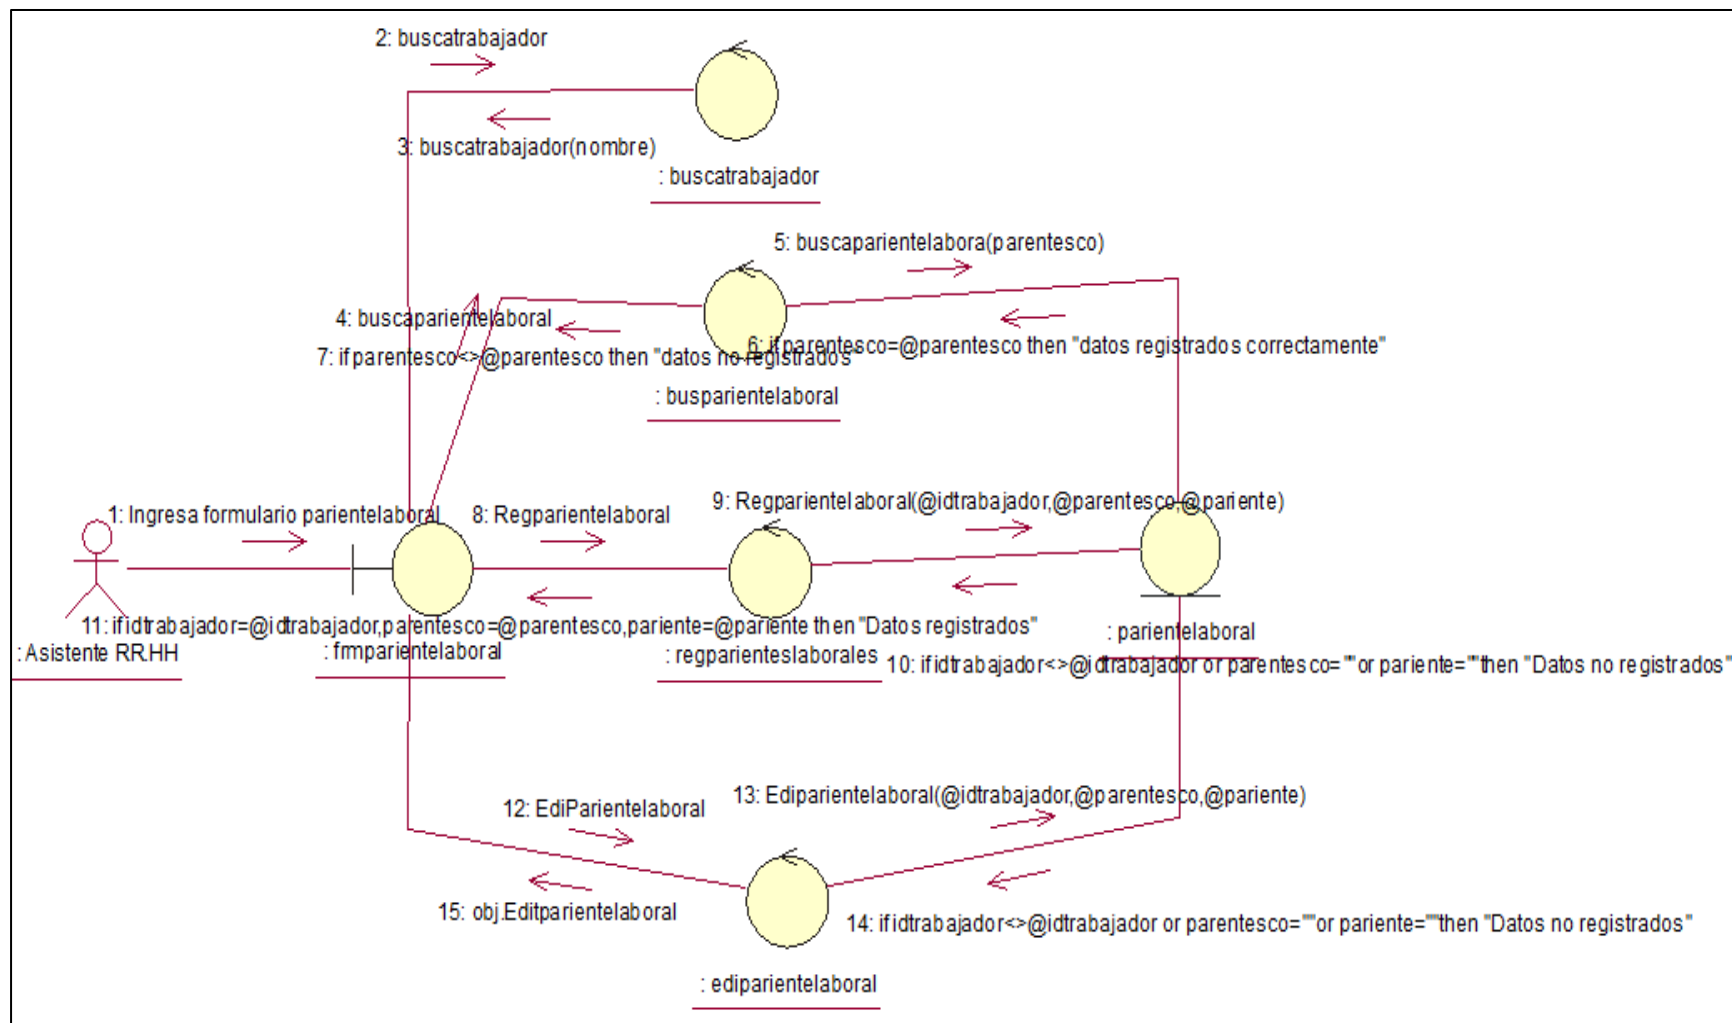 2: buscatrabajador
3: buscatrabajador(nombre)
: buscatrabajador
5: buscaparientelabora(parentesco)
4: buscaparientelaboral
6: if parentesco=@parentesco then "datos registrados correctamente"
7: if parentesco<>@parentesco then "datos no registrados"
: busparientelaboral
1: Ingresa formulario parientelaboral
8: Regparientelaboral
9: Regparientelaboral(@idtrabajador,@parentesco,@pariente)
11: if idtrabajador=@idtrabajador,parentesco=@parentesco,pariente=@pariente then "Datos registrados"
: parientelaboral
: Asistente RR.HH
: frmparientelaboral
: regparienteslaborales
10: if idtrabajador<>@idtrabajador or parentesco=""or pariente=""then "Datos no registrados"
13: Ediparientelaboral(@idtrabajador,@parentesco,@pariente)
12: EdiParientelaboral
15: obj.Editparientelaboral
14: if idtrabajador<>@idtrabajador or parentesco=""or pariente=""then "Datos no registrados"
: ediparientelaboral